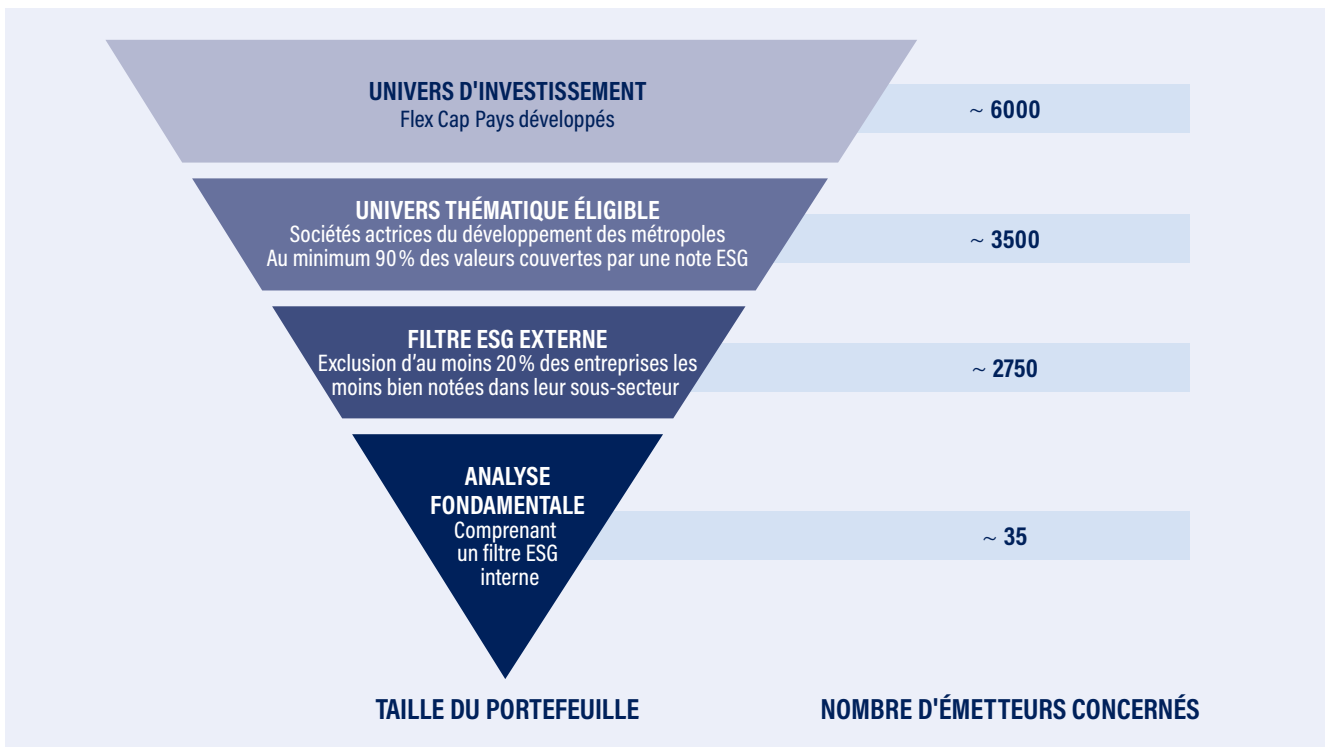 UNIVERS D'INVESTISSEMENT
Flex Cap Pays développés
~ 6000
UNIVERS THÉMATIQUE ÉLIGIBLE
Sociétés actrices du développement des métropoles
Au minimum 90 % des valeurs couvertes par une note ESG
~ 3500
FILTRE ESG EXTERNE
Exclusion d’au moins 20 % des entreprises les
moins bien notées dans leur sous-secteur
~ 2750
ANALYSE
FONDAMENTALE
Comprenant
un filtre ESG
interne
~ 35
TAILLE DU PORTEFEUILLE
NOMBRE D'ÉMETTEURS CONCERNÉS